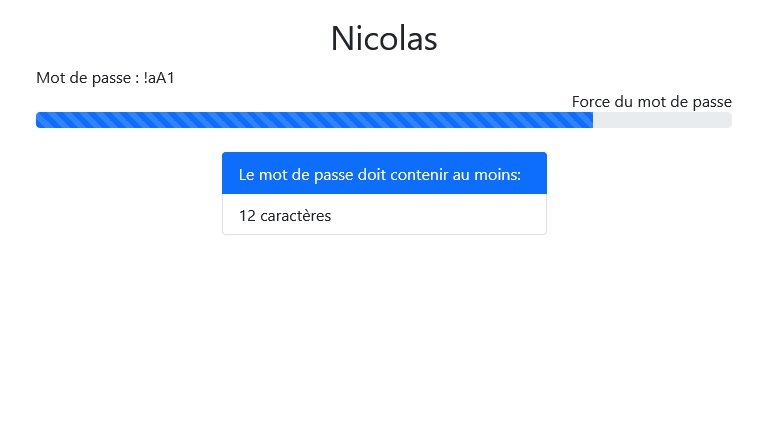 Nicolas
Mot de passe : !aA1
Force du mot de passe
Le mot de passe doit contenir au moins:
12 caractères